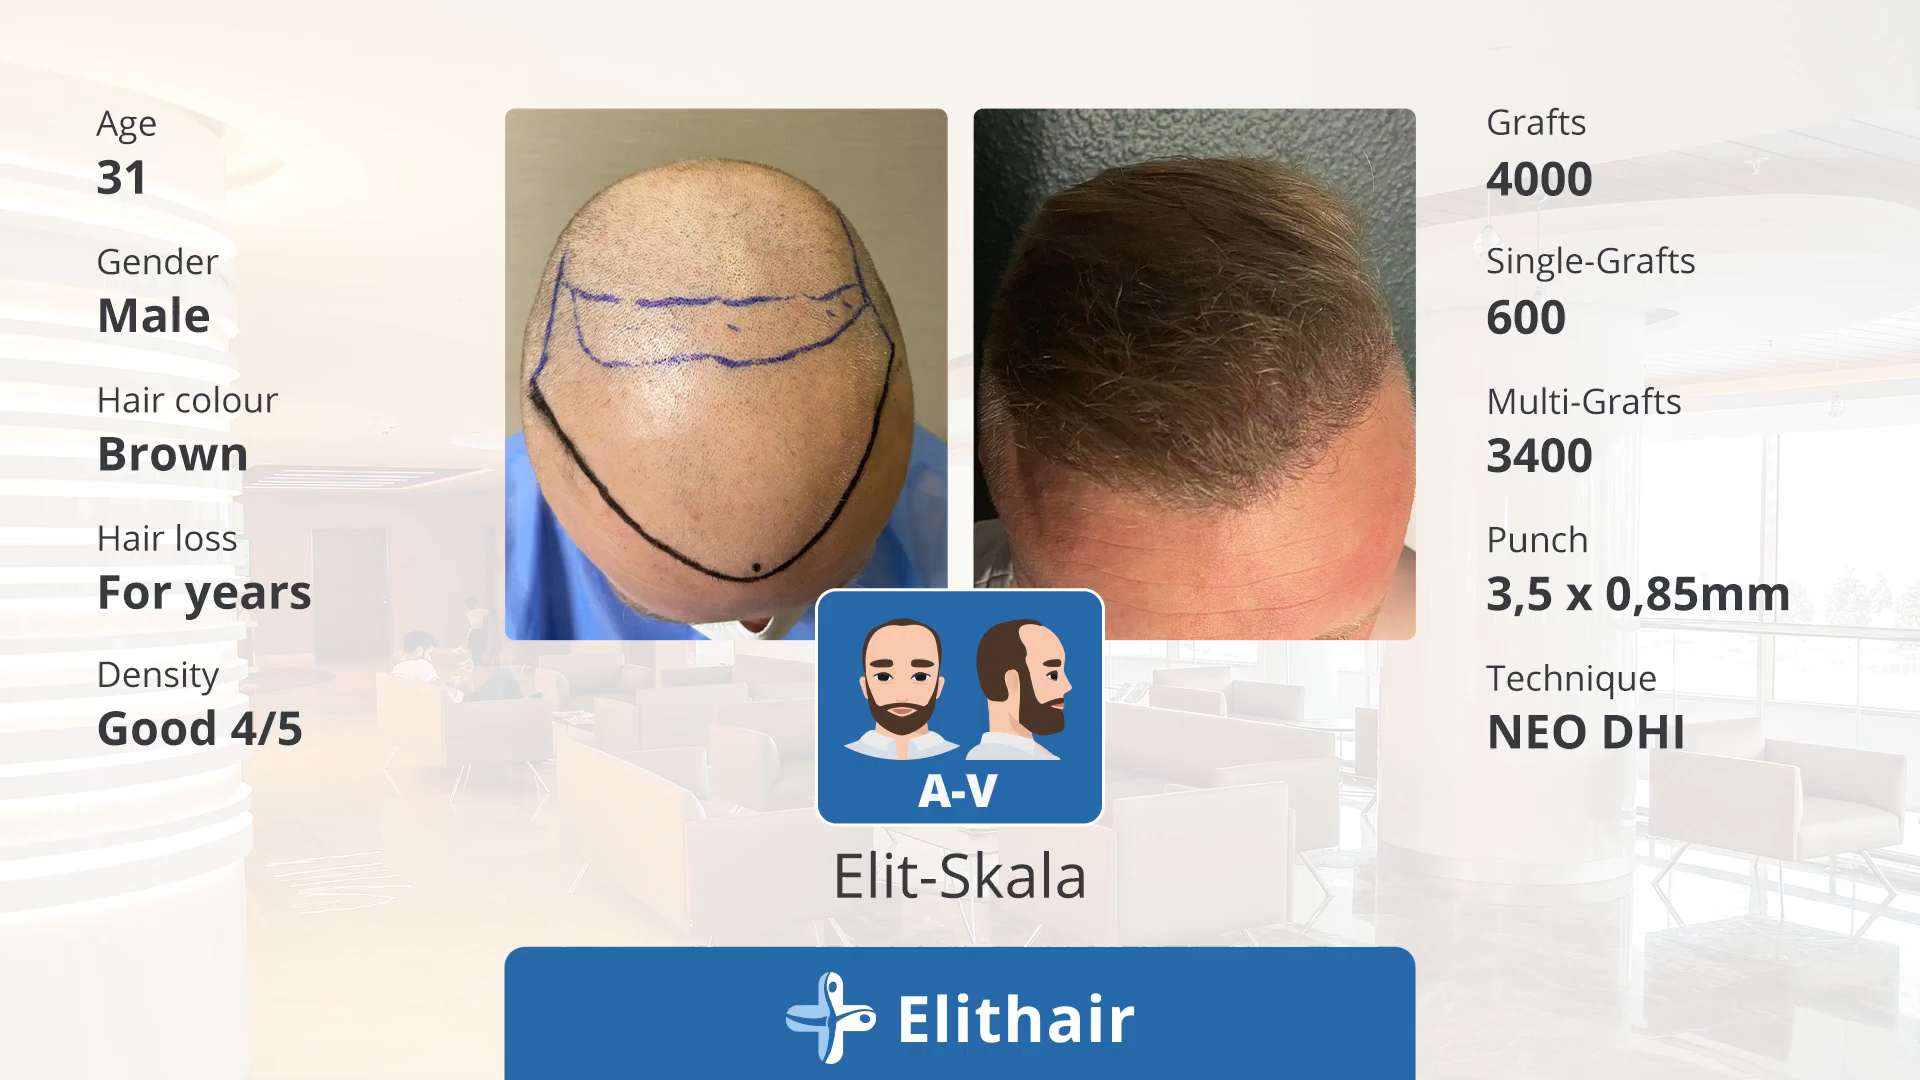 Age
31
Gender
Male
Hair colour
Brown
Hair loss
For years
Density
Good 4/5
A-V
Elit-Skala
Elithair
Grafts
4000
Single-Grafts
600
Multi-Grafts
3400
Punch
3,5 x 0,85mm
Technique
NEO DHI